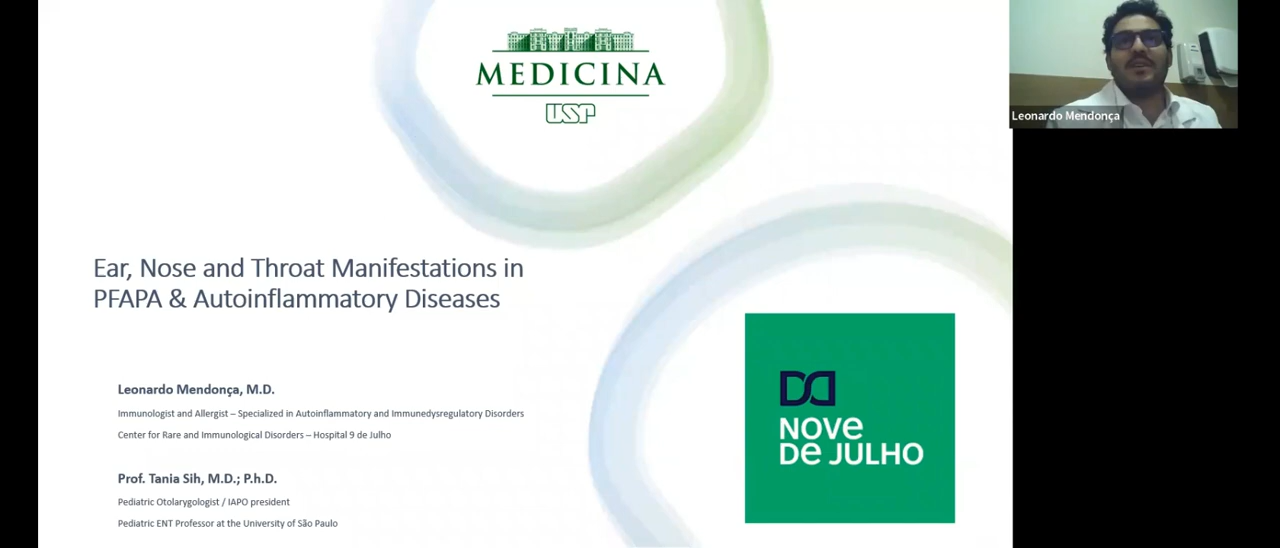 MEDICINA
USP
Leonardo Mendonça
Ear, Nose and Throat Manifestations in
PFAPA & Autoinflammatory Diseases
Leonardo Mendonça, M.D.
Immunologist and Allergist – Specialized in Autoinflammatory and Immunedysregulatory Disorders
Center for Rare and Immunological Disorders – Hospital 9 de Julho
Prof. Tania Sih, M.D.; P.h.D.
Pediatric Otolarygologist / IAPO president
Pediatric ENT Professor at the University of São Paulo
NOVE
DE JULHO